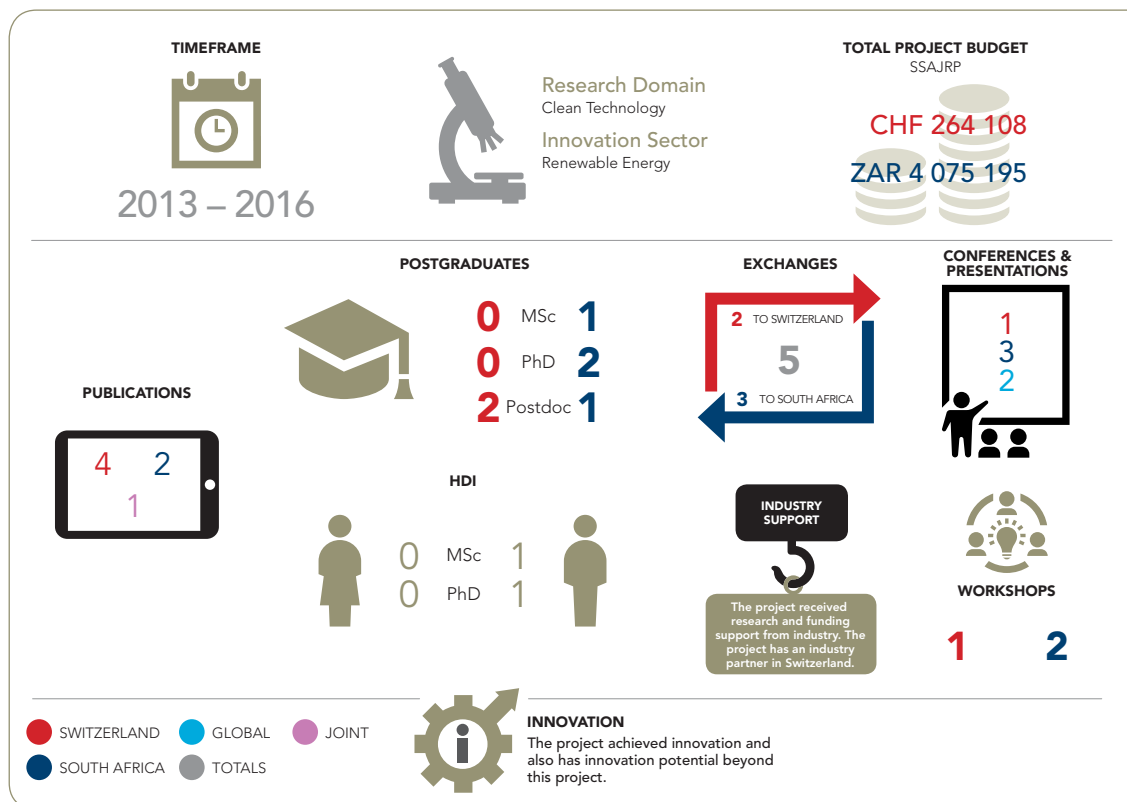 TIMEFRAME
2013 – 2016
Research Domain
Clean Technology
Innovation Sector
Renewable Energy
TOTAL PROJECT BUDGET
SSAJRP
CHF 264 108
ZAR 4 075 195
PUBLICATIONS
4 2
1
POSTGRADUATES
0 MSc 1
0 PhD 2
2 Postdoc 1
HDI
0 MSc 1
0 PhD 1
EXCHANGES
2 TO SWITZERLAND
5
3 TO SOUTH AFRICA
CONFERENCES &
PRESENTATIONS
1
3
2
INDUSTRY
SUPPORT
The project received
research and funding
support from industry. The
project has an industry
partner in Switzerland.
WORKSHOPS
1 2
SWITZERLAND GLOBAL JOINT
SOUTH AFRICA TOTALS
i
INNOVATION
The project achieved innovation and
also has innovation potential beyond
this project.